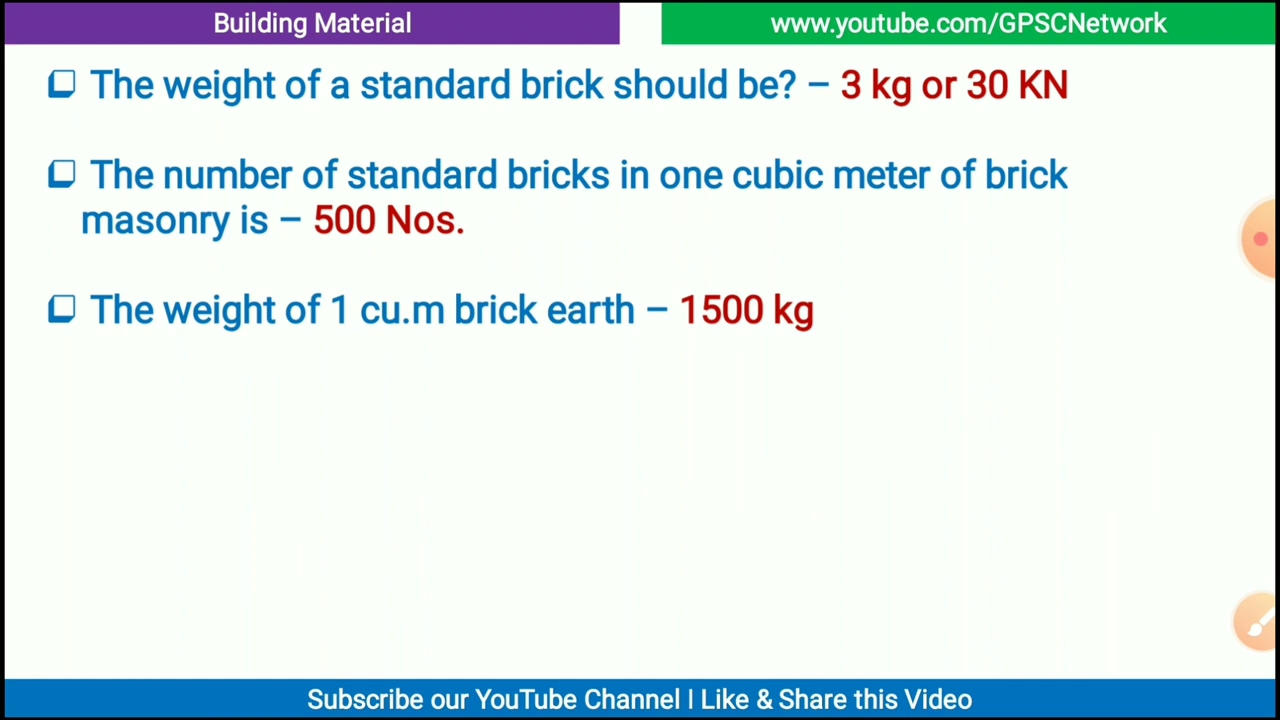 Building Material
www.youtube.com/GPSCNetwork
The weight of a standard brick should be? – 3 kg or 30 KN
The number of standard bricks in one cubic meter of brick
masonry is – 500 Nos.
The weight of 1 cu.m brick earth – 1500 kg
Subscribe our YouTube Channel I Like & Share this Video